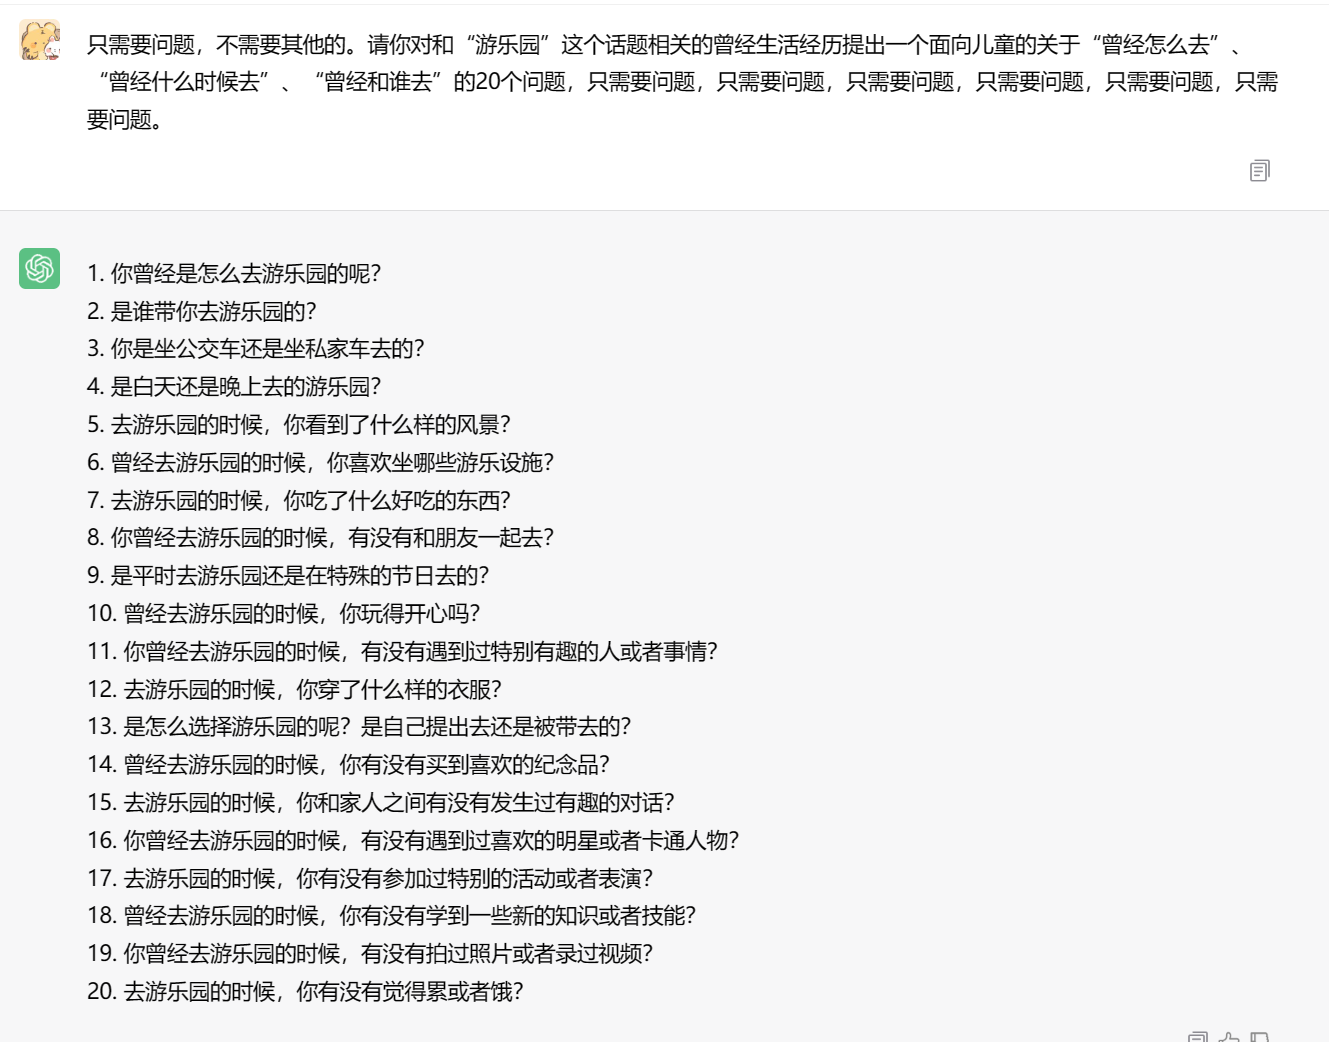 只需要问题，不需要其他的。请你对和“游乐园”这个话题相关的曾经生活经历提出一个面向儿童的关于“曾经怎么去”、
“曾经什么时候去”、“曾经和谁去”的20个问题，只需要问题，只需要问题，只需要问题，只需要问题，只需要问题，只需
要问题。
1. 你曾经是怎么去游乐园的呢？
2. 是谁带你去游乐园的？
3. 你是坐公交车还是坐私家车去的？
4. 是白天还是晚上去的游乐园？
5. 去游乐园的时候，你看到了什么样的风景？
6. 曾经去游乐园的时候，你喜欢坐哪些游乐设施？
7. 去游乐园的时候，你吃了什么好吃的东西？
8. 你曾经去游乐园的时候，有没有和朋友一起去？
9. 是平时去游乐园还是在特殊的节日去的？
10. 曾经去游乐园的时候，你玩得开心吗？
11. 你曾经去游乐园的时候，有没有遇到过特别有趣的人或者事情？
12. 去游乐园的时候，你穿了什么样的衣服？
13. 是怎么选择游乐园的呢？是自己提出去还是被带去的？
14. 曾经去游乐园的时候，你有没有买到喜欢的纪念品？
15. 去游乐园的时候，你和家人之间有没有发生过有趣的对话？
16. 你曾经去游乐园的时候，有没有遇到过喜欢的明星或者卡通人物？
17. 去游乐园的时候，你有没有参加过特别的活动或者表演？
18. 曾经去游乐园的时候，你有没有学到一些新的知识或者技能？
19. 你曾经去游乐园的时候，有没有拍过照片或者录过视频？
20. 去游乐园的时候，你有没有觉得累或者饿？